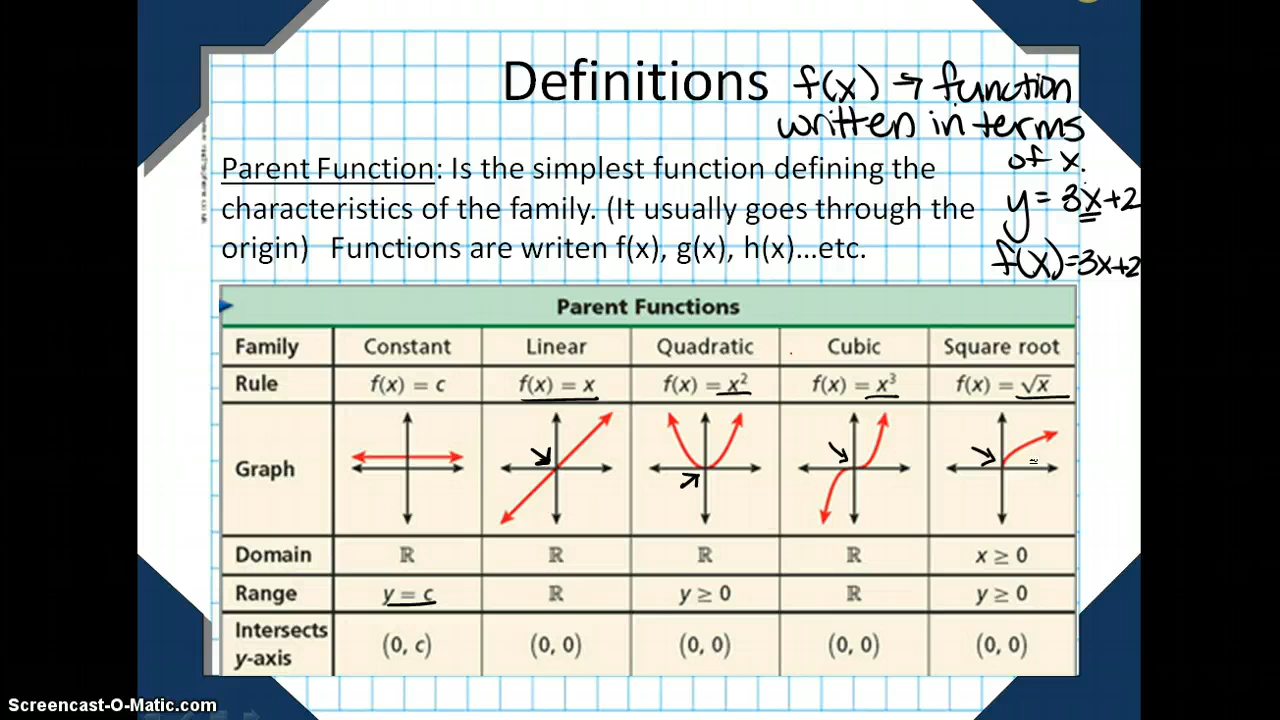 Definitions f(x) → function
written in terms
of x.
Parent Function: Is the simplest function defining the
characteristics of the family. (It usually goes through the
origin) Functions are writen f(x), g(x), h(x)...etc.
y = 3x+2
f(x)=3x+2
Parent Functions
Family Constant Linear Quadratic Cubic Square root
Rule f(x) = c f(x) = x f(x) = x² f(x) = x³ f(x) = √x
Graph
Domain ℝ ℝ ℝ ℝ x ≥ 0
Range y = c ℝ y ≥ 0 ℝ y ≥ 0
Intersects
y-axis (0, c) (0, 0) (0, 0) (0, 0) (0, 0)
Screencast-O-Matic.com